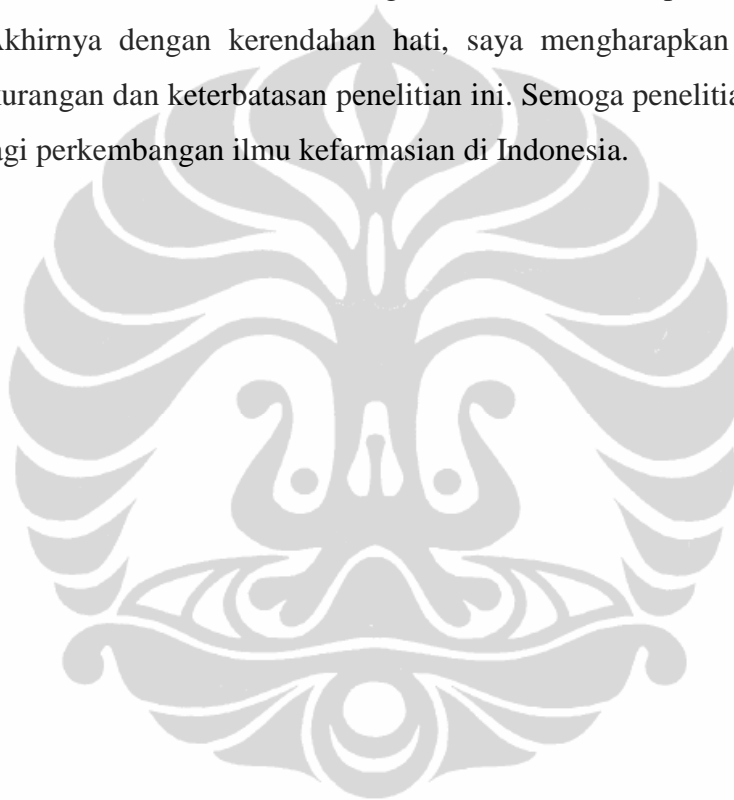 Akhirnya dengan kerendahan hati, saya mengharapkan
kurangan dan keterbatasan penelitian ini. Semoga penelitia
agi perkembangan ilmu kefarmasian di Indonesia.